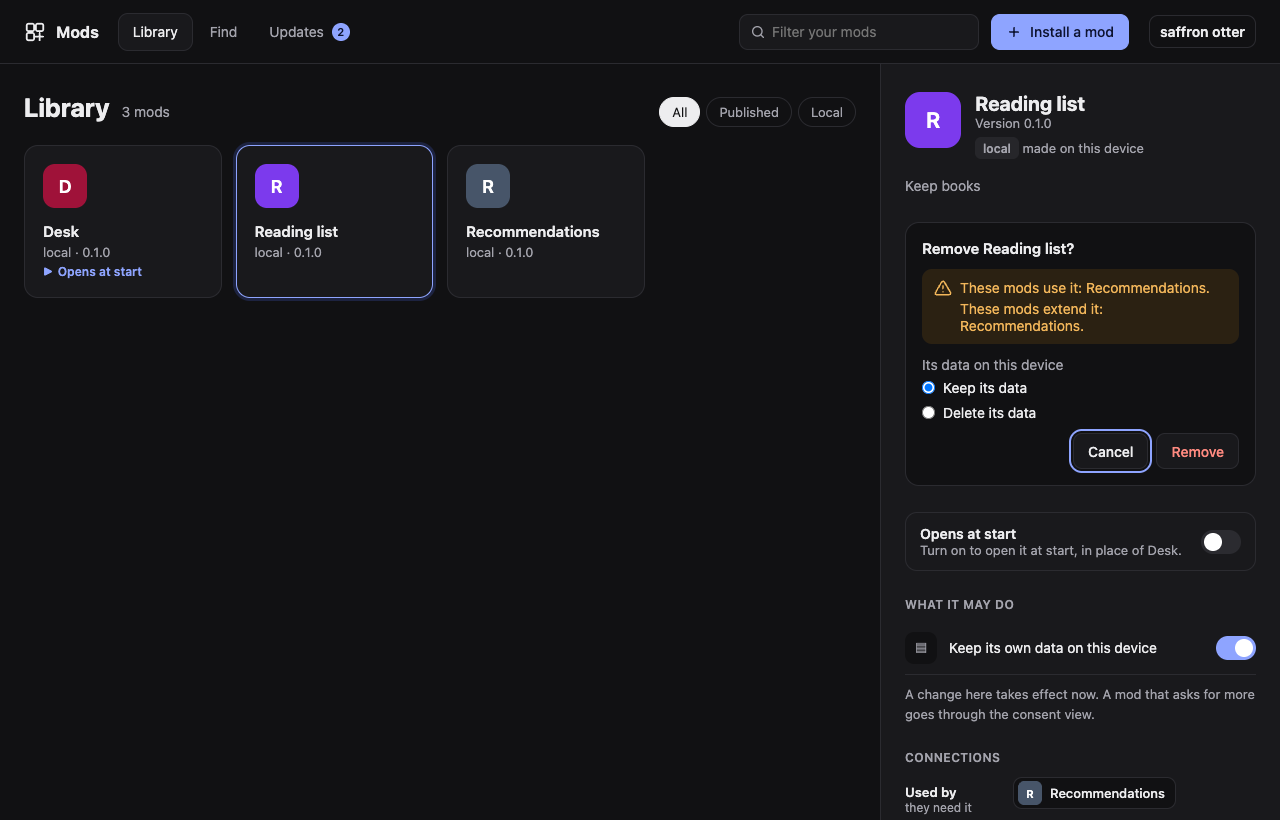 Mods
Library
Find
Updates
2
Filter your mods
+ Install a mod
saffron otter
Library
3 mods
All
Published
Local
D
Desk
local · 0.1.0
Opens at start
R
Reading list
local · 0.1.0
R
Recommendations
local · 0.1.0
R
Reading list
Version 0.1.0
local made on this device
Keep books
Remove Reading list?
These mods use it: Recommendations.
These mods extend it:
Recommendations.
Its data on this device
Keep its data
Delete its data
Cancel
Remove
Opens at start
Turn on to open it at start, in place of Desk.
WHAT IT MAY DO
Keep its own data on this device
A change here takes effect now. A mod that asks for more
goes through the consent view.
CONNECTIONS
Used by
they need it
R
Recommendations